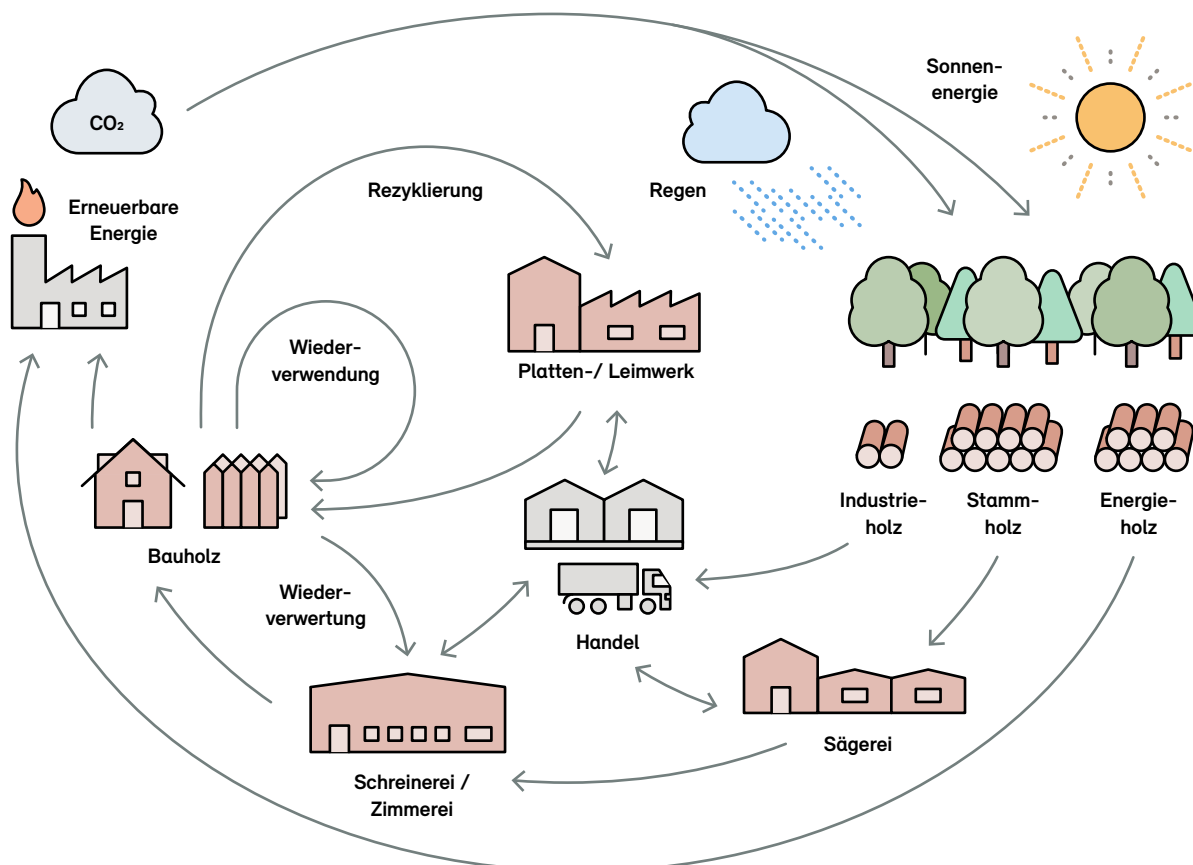 Sonnen-
energie
CO₂
Rezyklierung
Regen
Erneuerbare
Energie
Wieder-
verwendung
Platten-/ Leimwerk
Industrie-
holz
Stamm-
holz
Energie-
holz
Bauholz
Wieder-
verwertung
Handel
Sägerei
Schreinerei /
Zimmerei